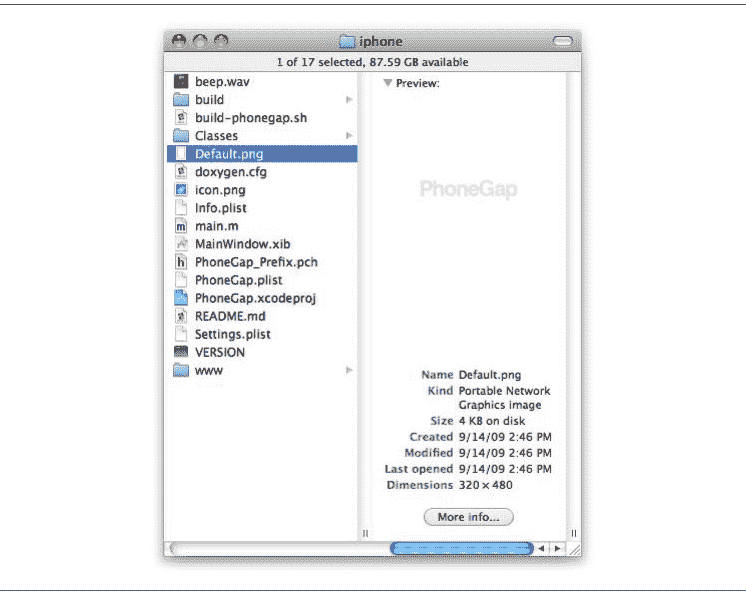 iphone
1 of 17 selected, 87.59 GB available
beep.wav
build
build-phonegap.sh
Classes
Default.png
doxygen.cfg
icon.png
Info.plist
main.m
MainWindow.xib
PhoneGap_Prefix.pch
PhoneGap.plist
PhoneGap.xcodeproj
README.md
Settings.plist
VERSION
www
Preview:
PhoneGap
Name Default.png
Kind Portable Network
Graphics image
Size 4 KB on disk
Created 9/14/09 2:46 PM
Modified 9/14/09 2:46 PM
Last opened 9/14/09 2:46 PM
Dimensions 320 × 480
More info...